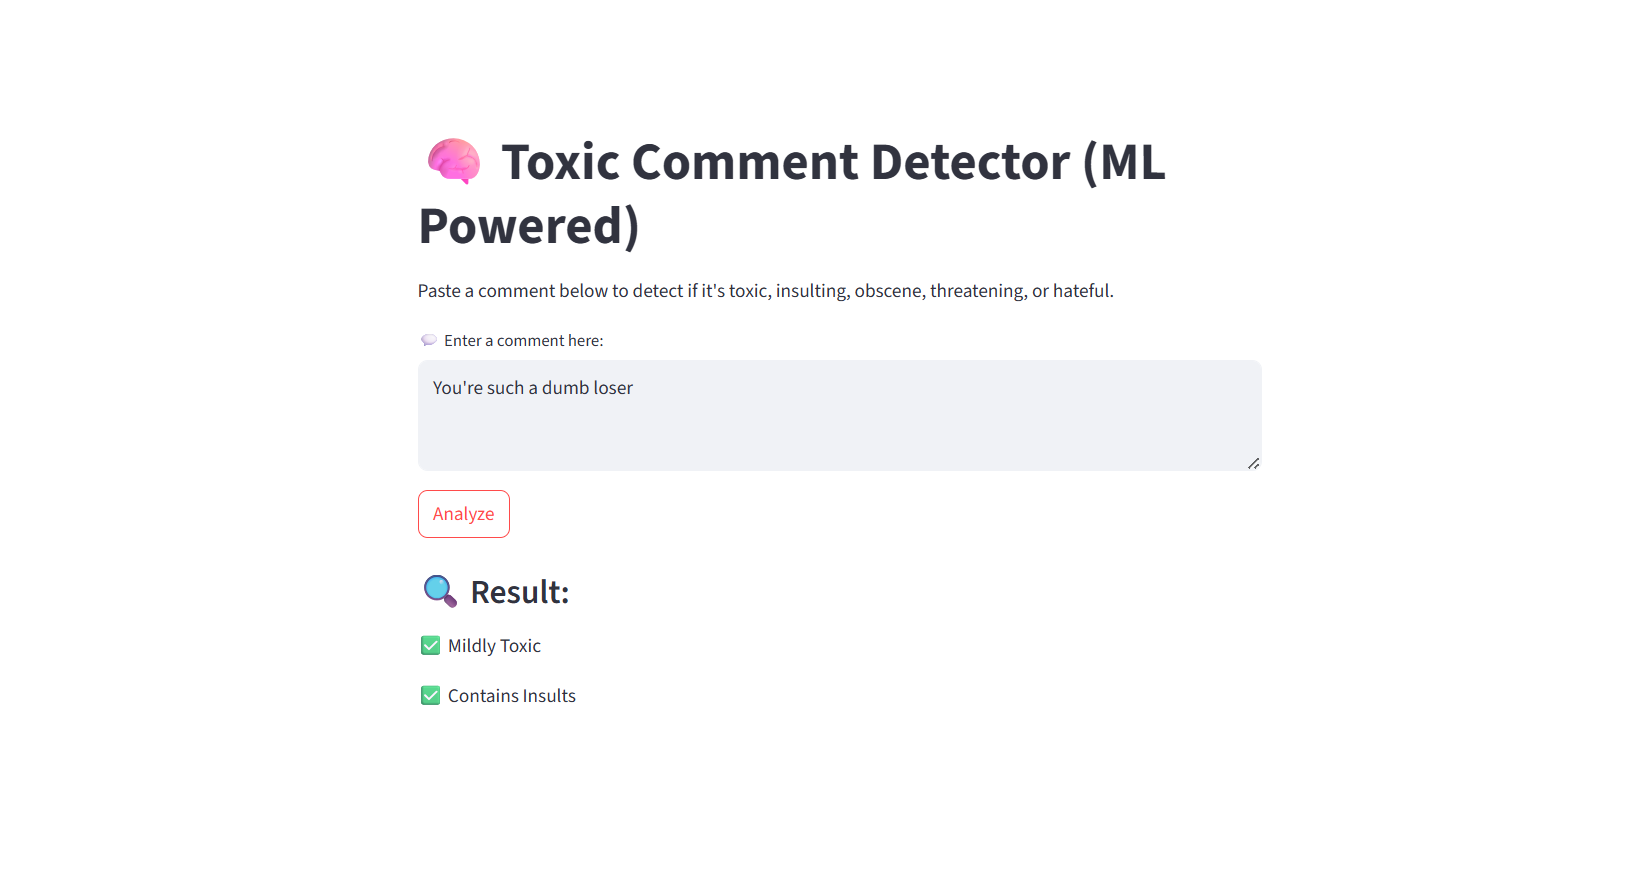 🧠 Toxic Comment Detector (ML
Powered)
Paste a comment below to detect if it's toxic, insulting, obscene, threatening, or hateful.
💬 Enter a comment here:
You're such a dumb loser
Analyze
🔍 Result:
✅ Mildly Toxic
✅ Contains Insults